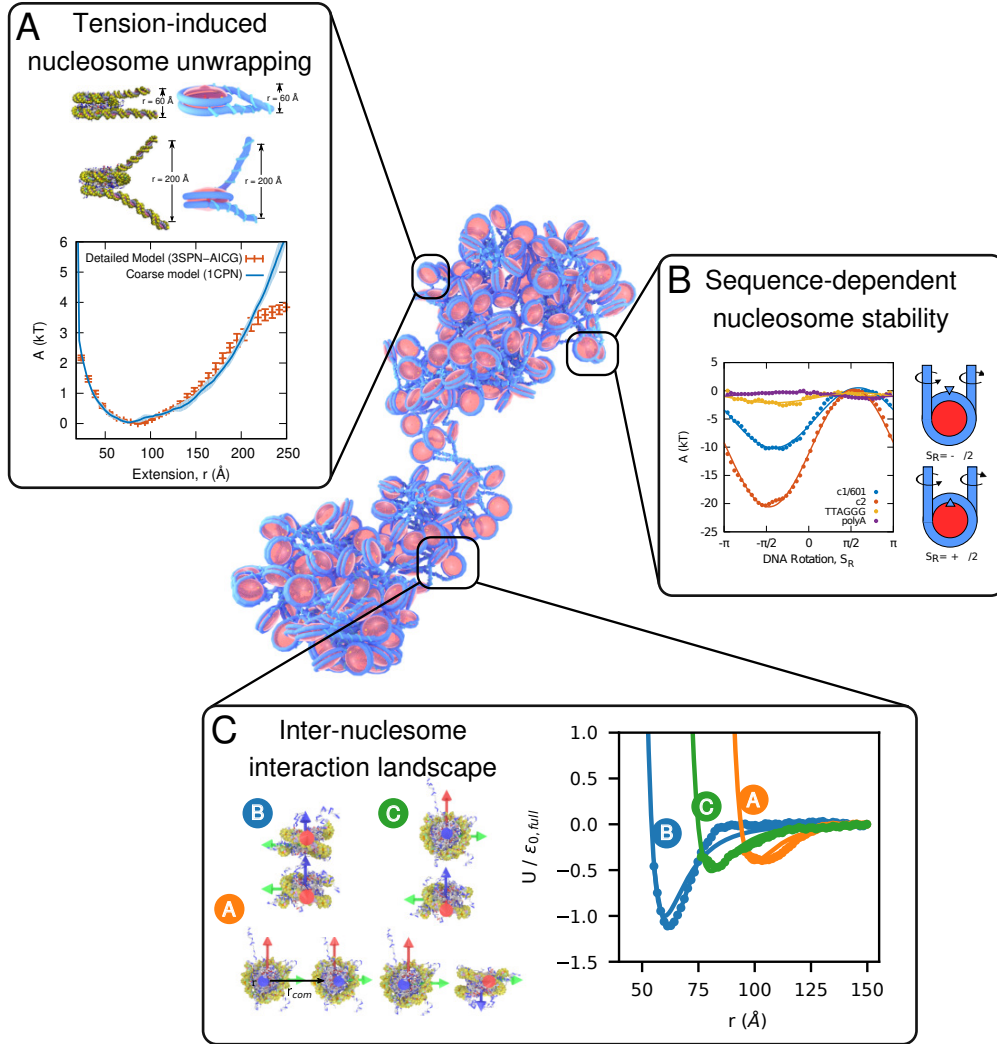 A
Tension-induced
nucleosome unwrapping
r = 60 Å
r = 60 Å
r = 200 Å
r = 200 Å
6
5
4
3
2
1
0
A (kT)
Detailed Model (3SPN-AICG)
Coarse model (1CPN)
0 50 100 150 200 250
Extension, r (Å)
B
Sequence-dependent
nucleosome stability
5
0
-5
-10
-15
-20
-25
A (kT)
c1/601
c2
TTAGGG
polyA
-π -π/2 0 π/2 π
DNA Rotation, S_R
S_R= - /2
S_R= + /2
C
Inter-nuclesome
interaction landscape
B
C
A
r
r_com
1.0
0.5
0.0
−0.5
−1.0
−1.5
U / ε_0,full
A
C
B
50 75 100 125 150
r (Å)